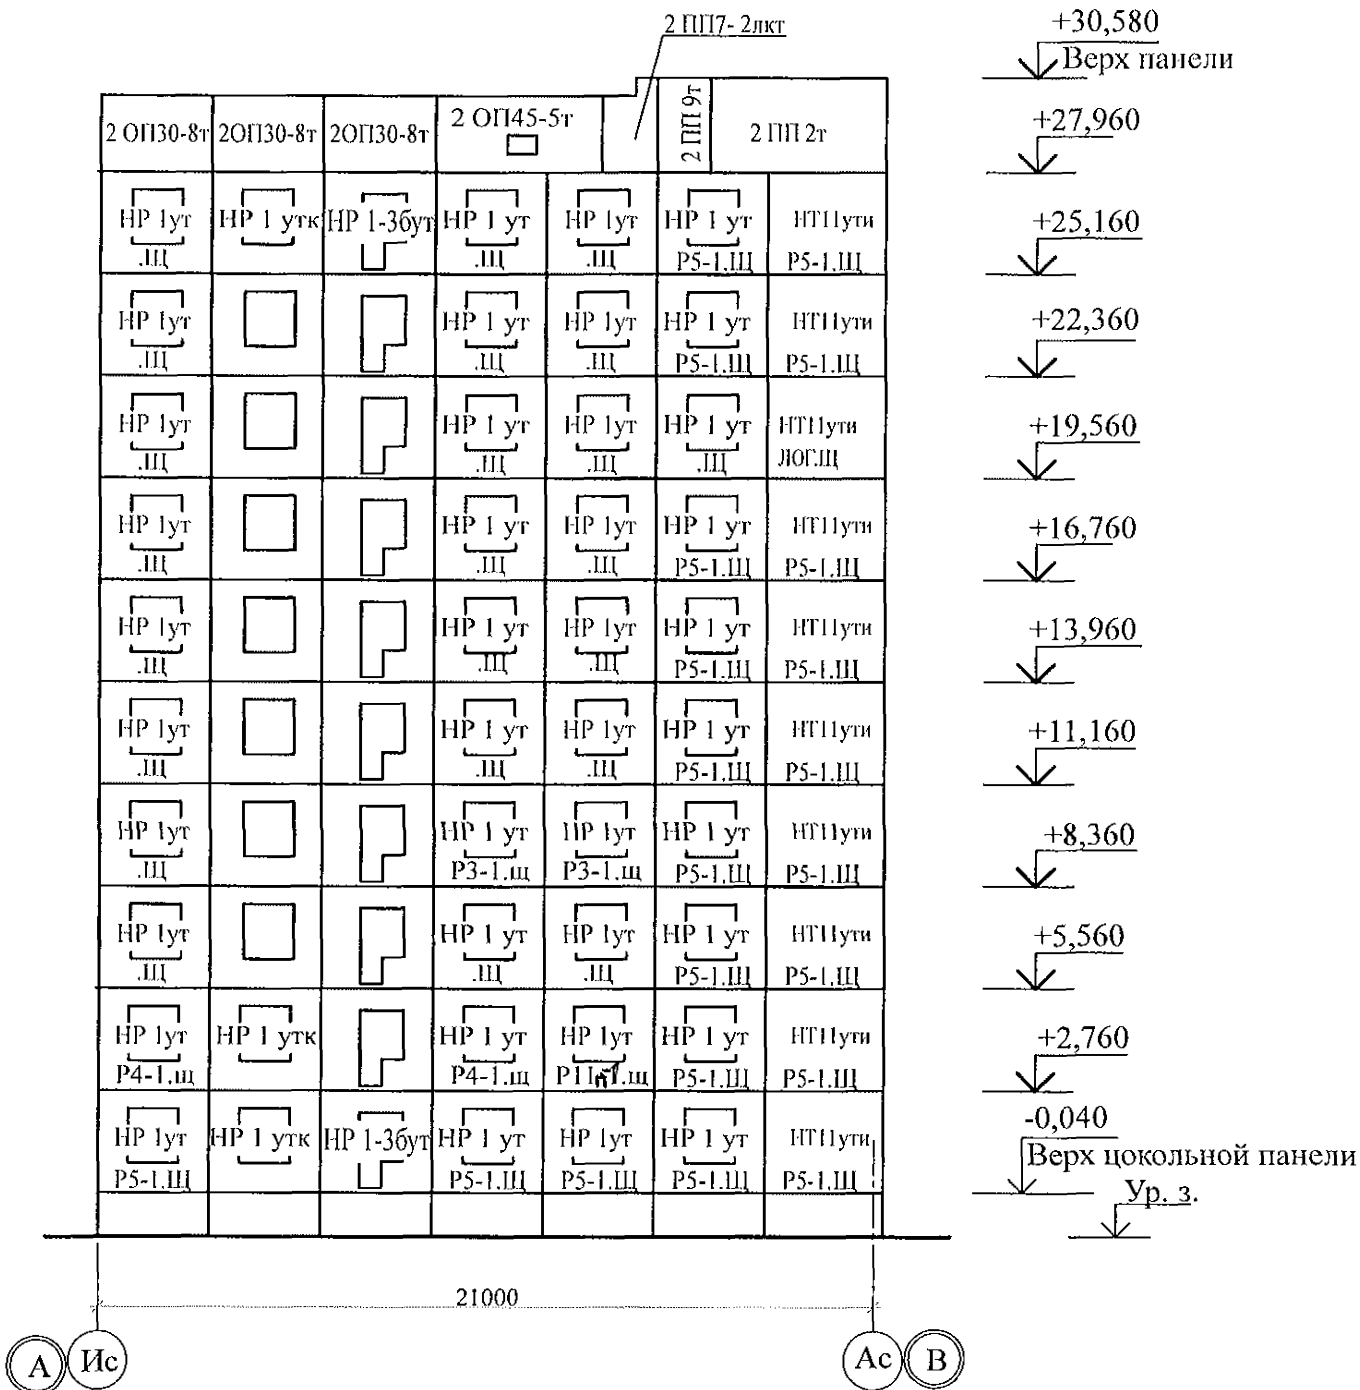 2 ПП7-2лкт
+30,580
Верх панели
2 ОП30-8т 2ОП30-8т 2ОП30-8т 2 ОП45-5т 2 ПП 9т 2 ПП 2т
+27,960
НР 1ут НР 1 утк НР 1-3бут НР 1 ут НР 1ут НР 1 ут НТ11ути
.Щ .Щ .Щ Р5-1.Щ Р5-1.Щ
+25,160
НР 1ут НР 1 ут НР 1ут НР 1 ут НТ11ути
.Щ .Щ .Щ Р5-1.Щ Р5-1.Щ
+22,360
НР 1ут НР 1 ут НР 1ут НР 1 ут НТ11ути
.Щ .Щ .Щ .Щ ЛОГ.Щ
+19,560
НР 1ут НР 1 ут НР 1ут НР 1 ут НТ11ути
.Щ .Щ .Щ Р5-1.Щ Р5-1.Щ
+16,760
НР 1ут НР 1 ут НР 1ут НР 1 ут НТ11ути
.Щ .Щ .Щ Р5-1.Щ Р5-1.Щ
+13,960
НР 1ут НР 1 ут НР 1ут НР 1 ут НТ11ути
.Щ .Щ .Щ Р5-1.Щ Р5-1.Щ
+11,160
НР 1ут НР 1 ут НР 1ут НР 1 ут НТ11ути
.Щ Р3-1.щ Р3-1.щ Р5-1.Щ Р5-1.Щ
+8,360
НР 1ут НР 1 ут НР 1ут НР 1 ут НТ11ути
.Щ .Щ .Щ Р5-1.Щ Р5-1.Щ
+5,560
НР 1ут НР 1 утк НР 1 ут НР 1ут НР 1 ут НТ11ути
Р4-1.щ Р4-1.щ Р5-1.Щ Р5-1.Щ
+2,760
НР 1ут НР 1 утк НР 1-3бут НР 1 ут НР 1ут НР 1 ут НТ11ути
Р5-1.Щ Р5-1.Щ Р5-1.Щ Р5-1.Щ Р5-1.Щ
-0,040
Верх цокольной панели
Ур. з.
21000
А Ис Ас В